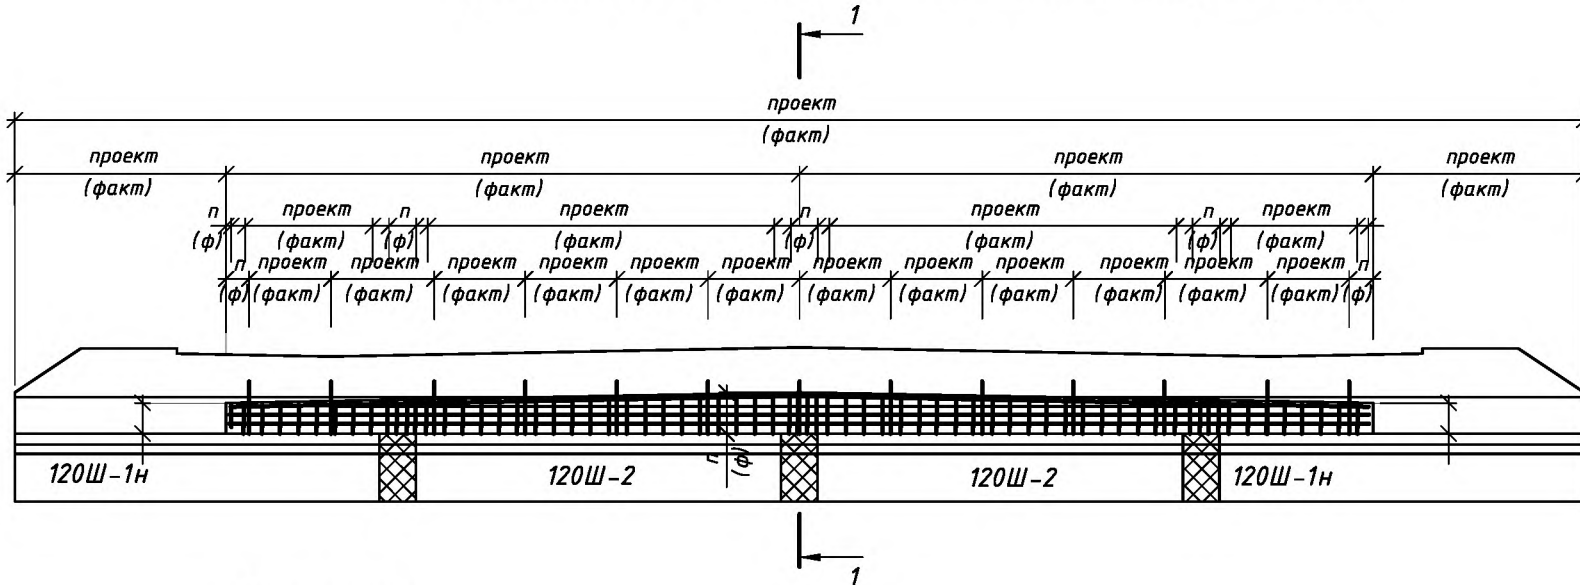 1
проект
(факт)
проект проект проект проект
(факт) (факт) (факт) (факт)
п проект п проект п проект п проект
(ф) (факт) (ф) (факт) (ф) (факт) (ф) (факт)
п проект проект проект проект проект проект проект проект проект проект проект проект п
(ф) (факт) (факт) (факт) (факт) (факт) (факт) (факт) (факт) (факт) (факт) (факт) (факт) (ф)
п
(ф)
120Ш-1н 120Ш-2 120Ш-2 120Ш-1н
1